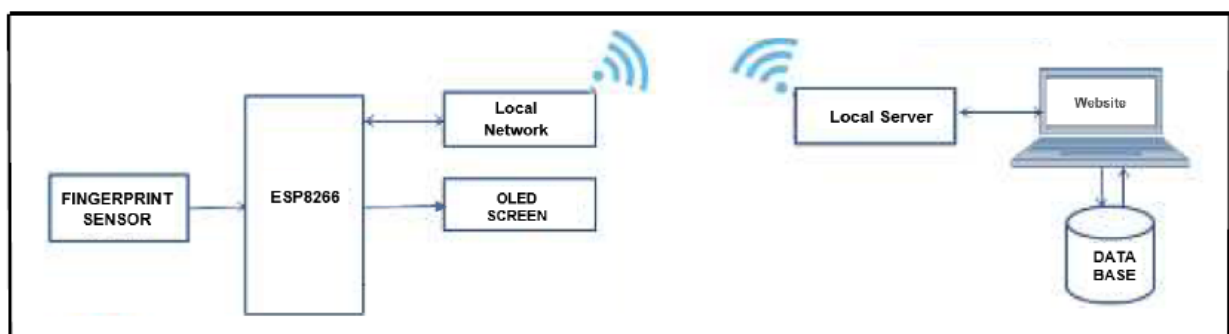 Local
Network
Local Server
Website
FINGERPRINT
SENSOR
ESP8266
OLED
SCREEN
DATA
BASE